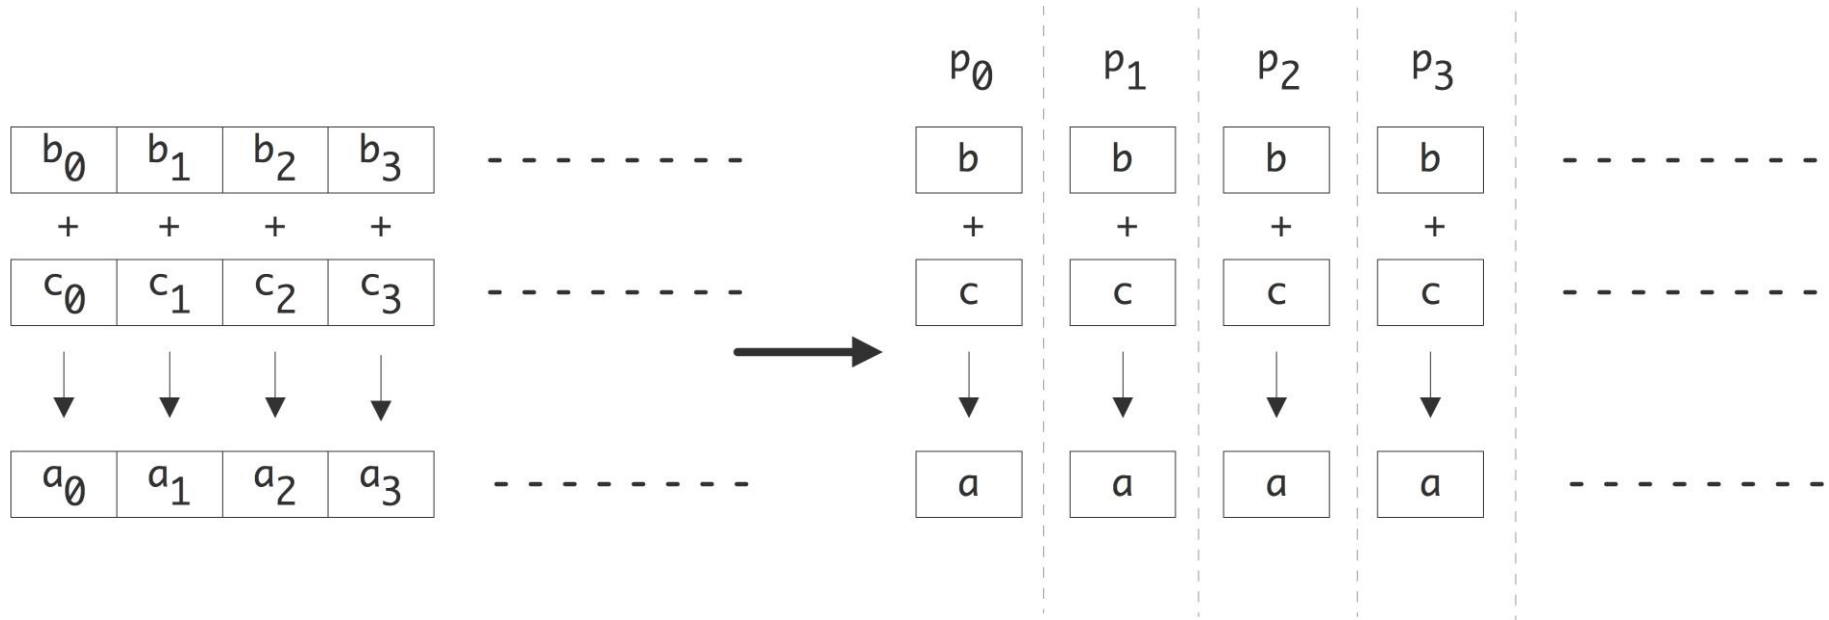 p0 p1 p2 p3
b0 b1 b2 b3 b b b b
+ + + + + + + +
c0 c1 c2 c3 c c c c
a0 a1 a2 a3 a a a a